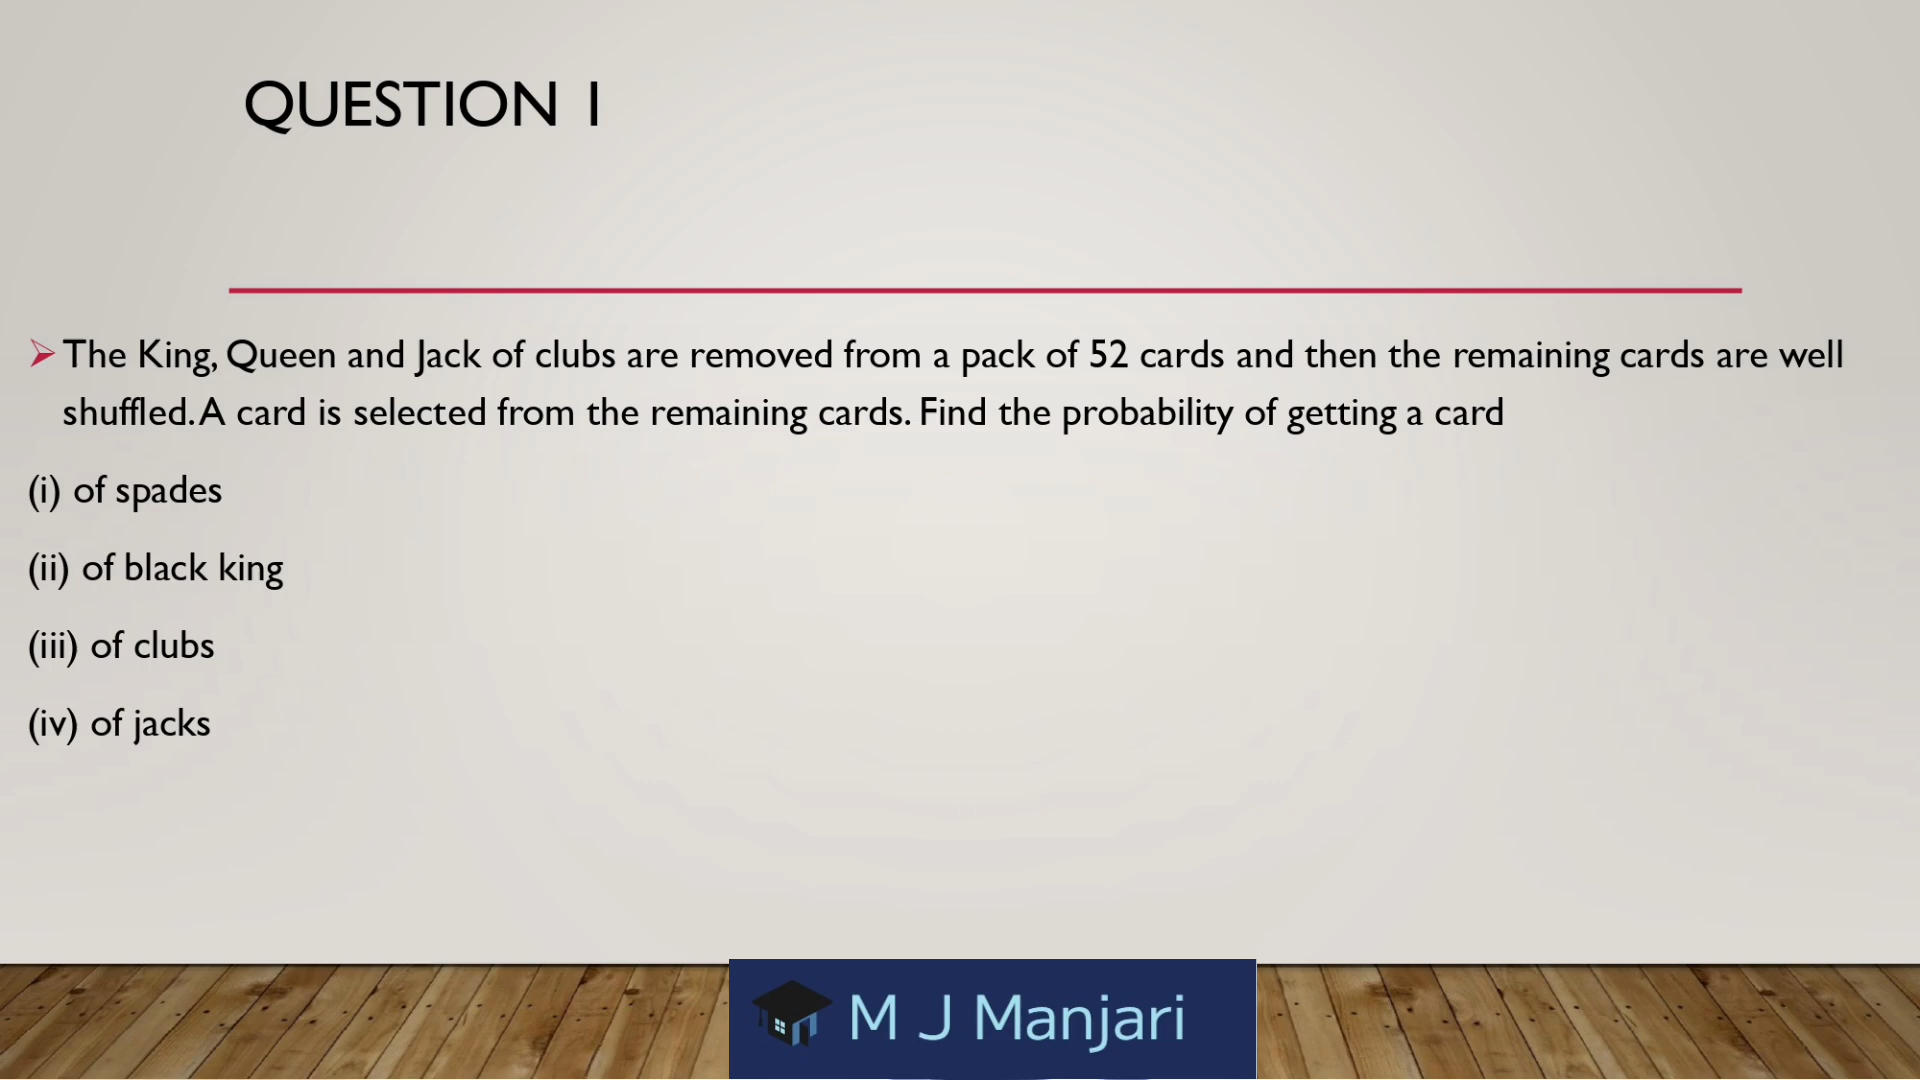 QUESTION 1
➢ The King, Queen and Jack of clubs are removed from a pack of 52 cards and then the remaining cards are well
shuffled. A card is selected from the remaining cards. Find the probability of getting a card
(i) of spades
(ii) of black king
(iii) of clubs
(iv) of jacks
M J Manjari